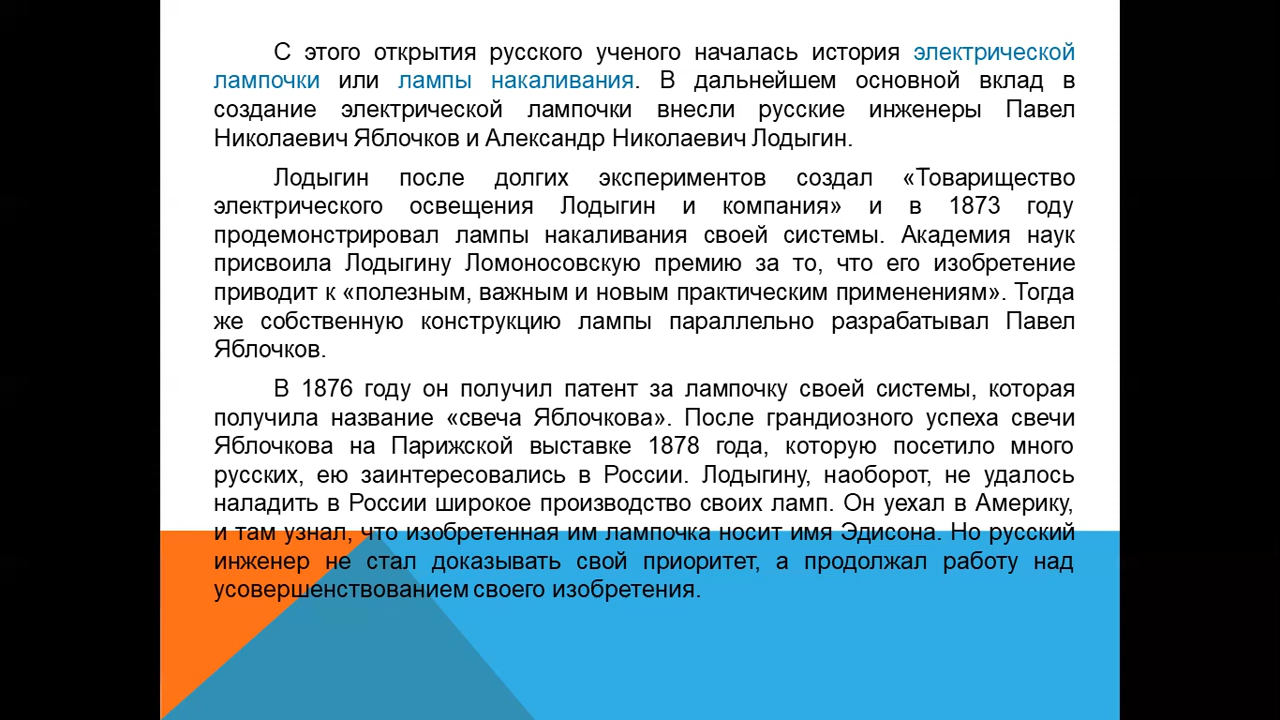 С этого открытия русского ученого началась история электрической
лампочки или лампы накаливания. В дальнейшем основной вклад в
создание электрической лампочки внесли русские инженеры Павел
Николаевич Яблочков и Александр Николаевич Лодыгин.
Лодыгин после долгих экспериментов создал «Товарищество
электрического освещения Лодыгин и компания» и в 1873 году
продемонстрировал лампы накаливания своей системы. Академия наук
присвоила Лодыгину Ломоносовскую премию за то, что его изобретение
приводит к «полезным, важным и новым практическим применениям». Тогда
же собственную конструкцию лампы параллельно разрабатывал Павел
Яблочков.
В 1876 году он получил патент за лампочку своей системы, которая
получила название «свеча Яблочкова». После грандиозного успеха свечи
Яблочкова на Парижской выставке 1878 года, которую посетило много
русских, ею заинтересовались в России. Лодыгину, наоборот, не удалось
наладить в России широкое производство своих ламп. Он уехал в Америку,
и там узнал, что изобретенная им лампочка носит имя Эдисона. Но русский
инженер не стал доказывать свой приоритет, а продолжал работу над
усовершенствованием своего изобретения.